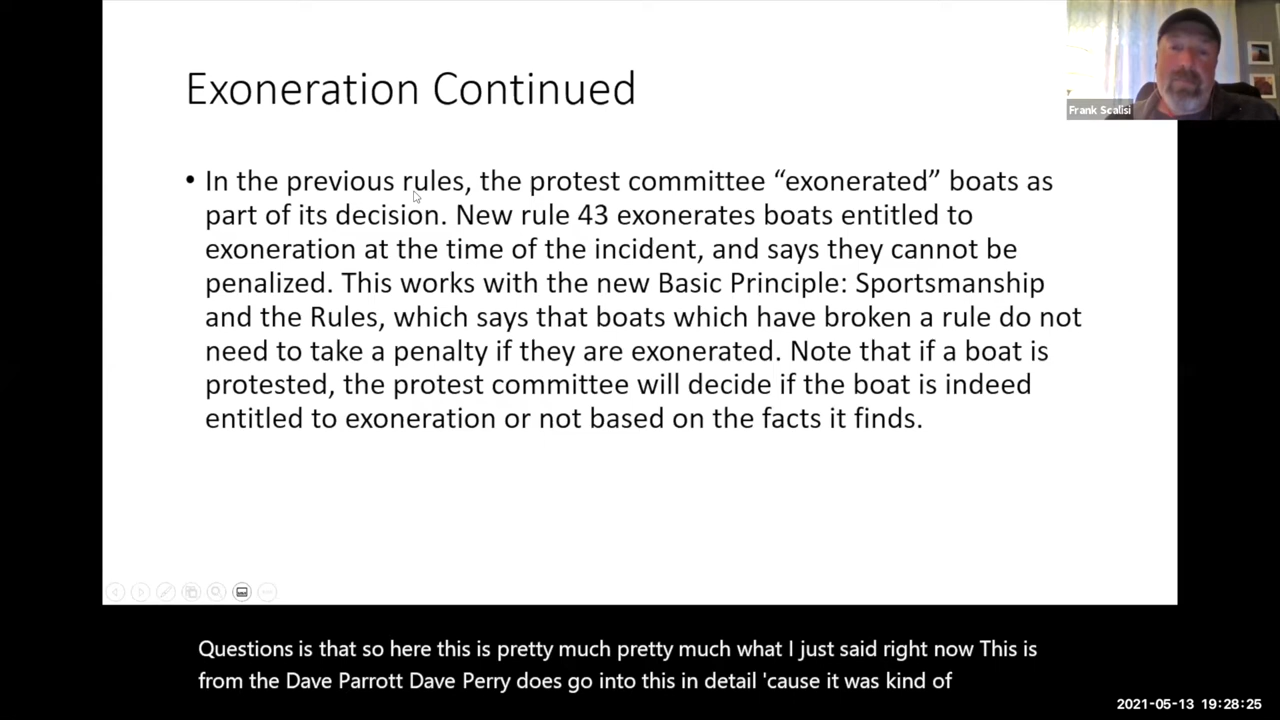 Exoneration Continued
Frank Scalisi
• In the previous rules, the protest committee “exonerated” boats as
part of its decision. New rule 43 exonerates boats entitled to
exoneration at the time of the incident, and says they cannot be
penalized. This works with the new Basic Principle: Sportsmanship
and the Rules, which says that boats which have broken a rule do not
need to take a penalty if they are exonerated. Note that if a boat is
protested, the protest committee will decide if the boat is indeed
entitled to exoneration or not based on the facts it finds.
Questions is that so here this is pretty much pretty much what I just said right now This is
from the Dave Parrott Dave Perry does go into this in detail 'cause it was kind of
2021-05-13 19:28:25